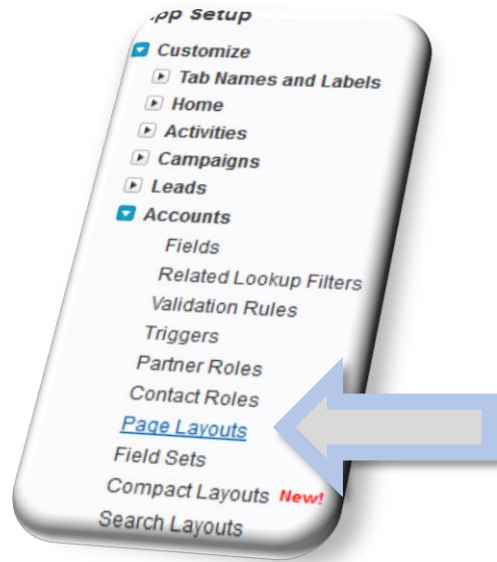 pp Setup
Customize
Tab Names and Labels
Home
Activities
Campaigns
Leads
Accounts
Fields
Related Lookup Filters
Validation Rules
Triggers
Partner Roles
Contact Roles
Page Layouts
Field Sets
Compact Layouts New!
Search Layouts